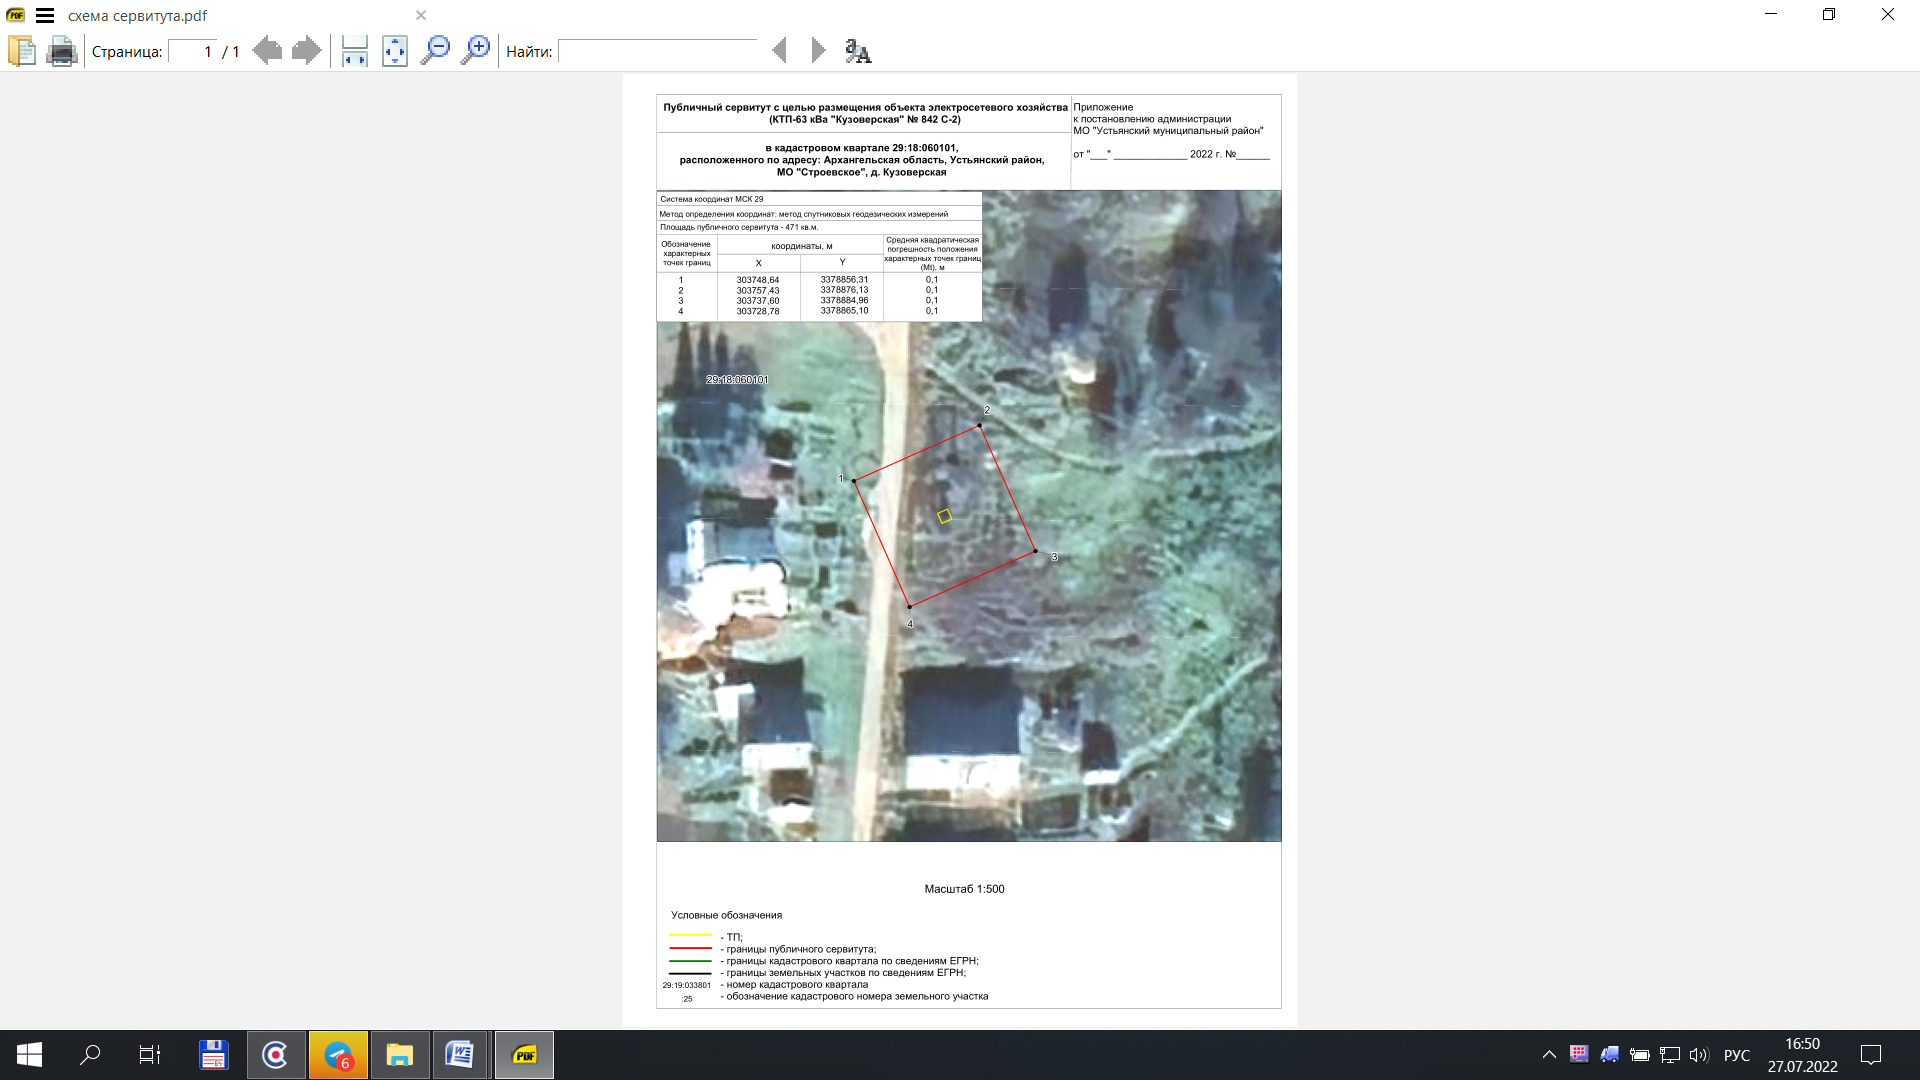 схема сервитута.pdf
Страница: 1 / 1 Найти:
Публичный сервитут с целью размещения объекта электросетевого хозяйства
(КТП-63 кВа "Кузоверская" № 842 С-2)
в кадастровом квартале 29:18:060101,
расположенного по адресу: Архангельская область, Устьянский район,
МО "Строевское", д. Кузоверская
Приложение
к постановлению администрации
МО "Устьянский муниципальный район"
от "___" _____________ 2022 г. №______
Система координат МСК 29
Метод определения координат: метод спутниковых геодезических измерений
Площадь публичного сервитута - 471 кв.м.
Обозначение
характерных
точек границ
координаты, м
X Y
Средняя квадратическая
погрешность положения
характерных точек границ
(Mt), м
1 303748,64 3378856,31 0,1
2 303757,43 3378876,13 0,1
3 303737,60 3378884,96 0,1
4 303728,78 3378865,10 0,1
29:18:060101
2
1
3
4
Масштаб 1:500
Условные обозначения
- ТП;
- границы публичного сервитута;
- границы кадастрового квартала по сведениям ЕГРН;
- границы земельных участков по сведениям ЕГРН;
29:19:033801 - номер кадастрового квартала
:25 - обозначение кадастрового номера земельного участка
6
PDF
РУС
16:50
27.07.2022